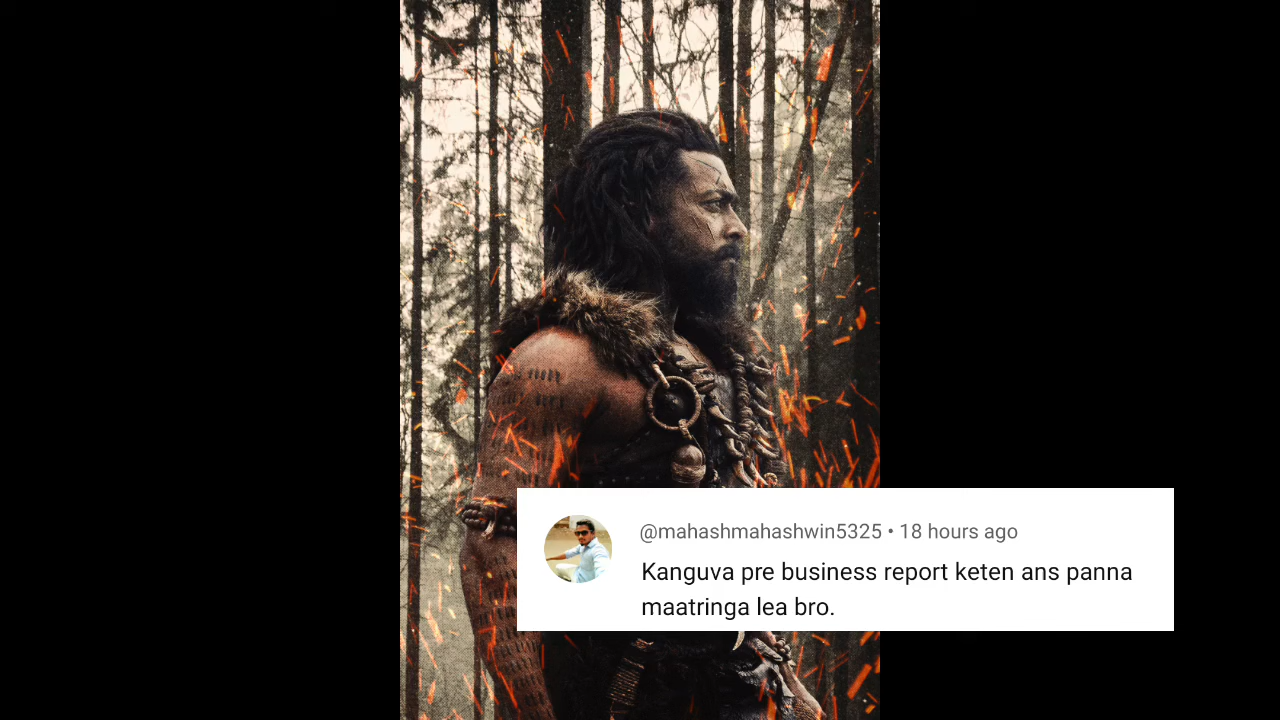 @mahashmahashwin5325 • 18 hours ago
Kanguva pre business report keten ans panna
maatringa lea bro.